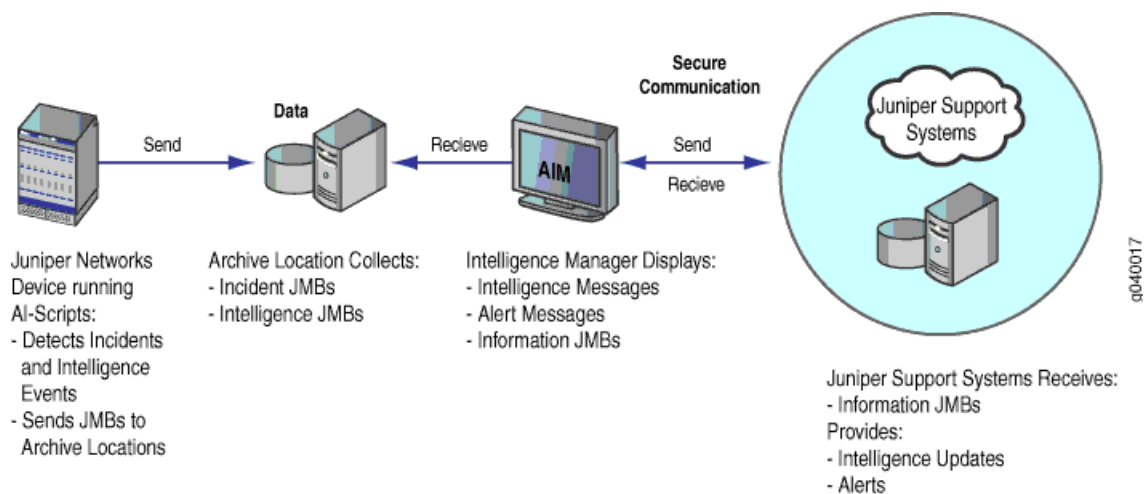 Secure
Communication
Data
Juniper Support
Systems
Send
Recieve
AIM
Send
Recieve
Juniper Networks
Device running
AI-Scripts:
- Detects Incidents
and Intelligence
Events
- Sends JMBs to
Archive Locations
Archive Location Collects:
- Incident JMBs
- Intelligence JMBs
Intelligence Manager Displays:
- Intelligence Messages
- Alert Messages
- Information JMBs
Juniper Support Systems Receives:
- Information JMBs
Provides:
- Intelligence Updates
- Alerts
g040017